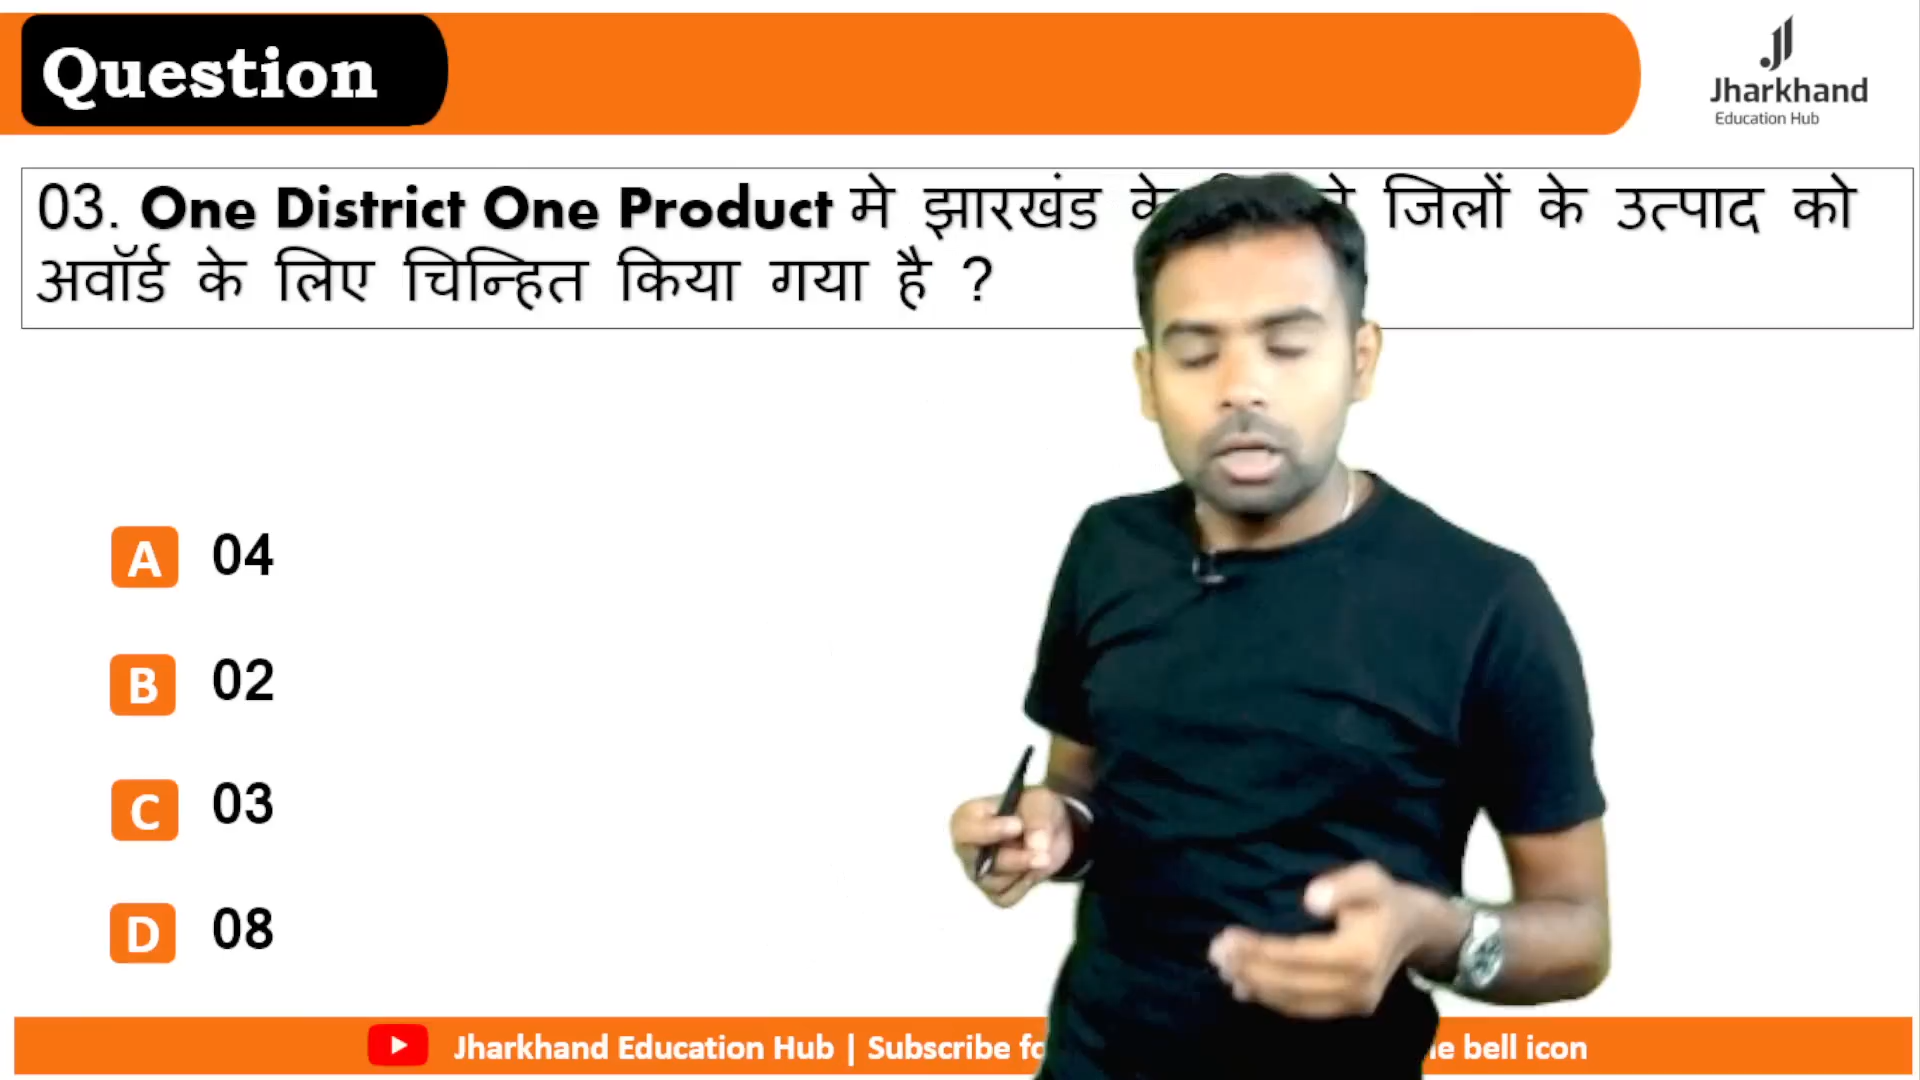 Question
Jharkhand
Education Hub
03. One District One Product मे झारखंड के जिलों के उत्पाद को
अवॉर्ड के लिए चिन्हित किया गया है ?
A 04
B 02
C 03
D 08
Jharkhand Education Hub | Subscribe bell icon